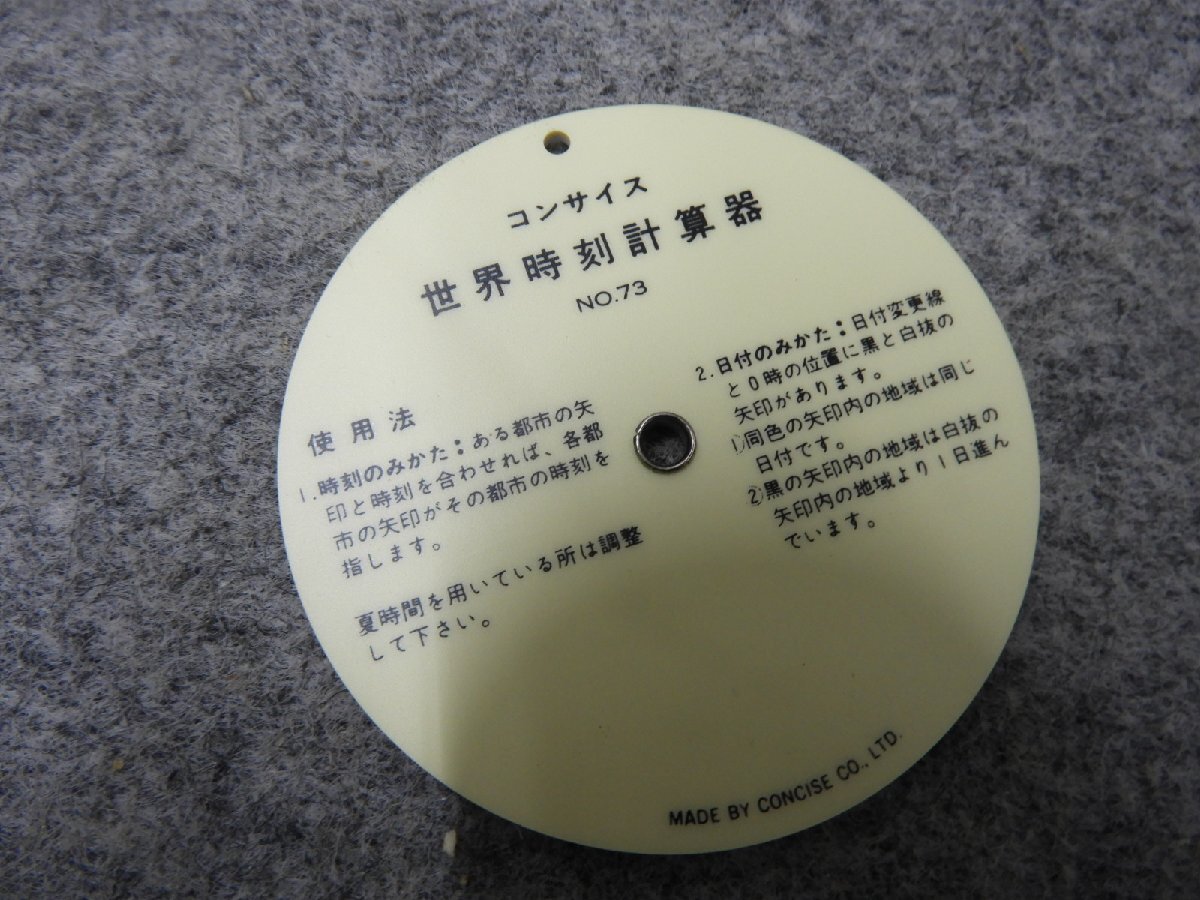 コンサイス
世界時刻計算器
NO.73
使用法
1.時刻のみかた：ある都市の矢
印と時刻を合わせれば、各都
市の矢印がその都市の時刻を
指します。
夏時間を用いている所は調整
して下さい。
2.日付のみかた：日付変更線
と0時の位置に黒と白抜の
矢印があります。
1)同色の矢印内の地域は同じ
日付です。
2)黒の矢印内の地域は白抜の
矢印内の地域より1日進ん
でいます。
MADE BY CONCISE CO., LTD.